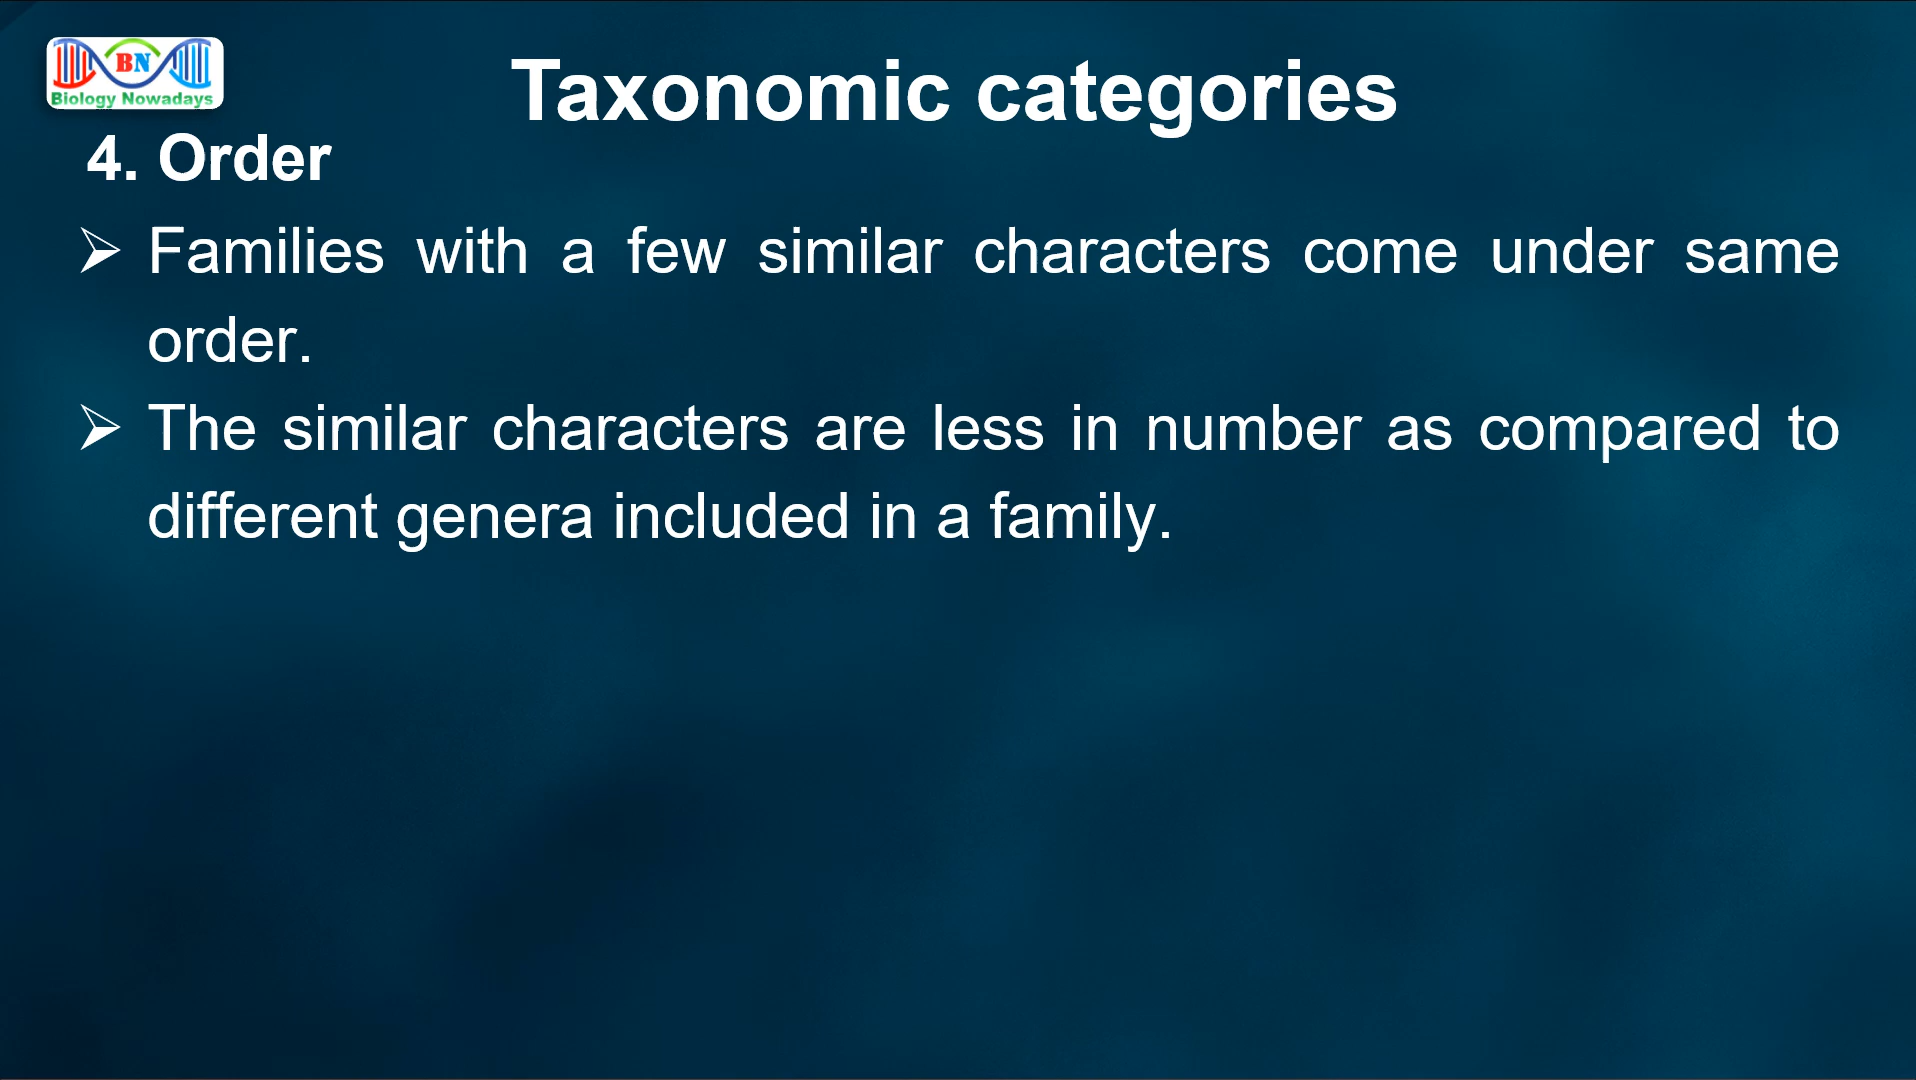 BN
Biology Nowadays
Taxonomic categories
4. Order
➢ Families with a few similar characters come under same
order.
➢ The similar characters are less in number as compared to
different genera included in a family.